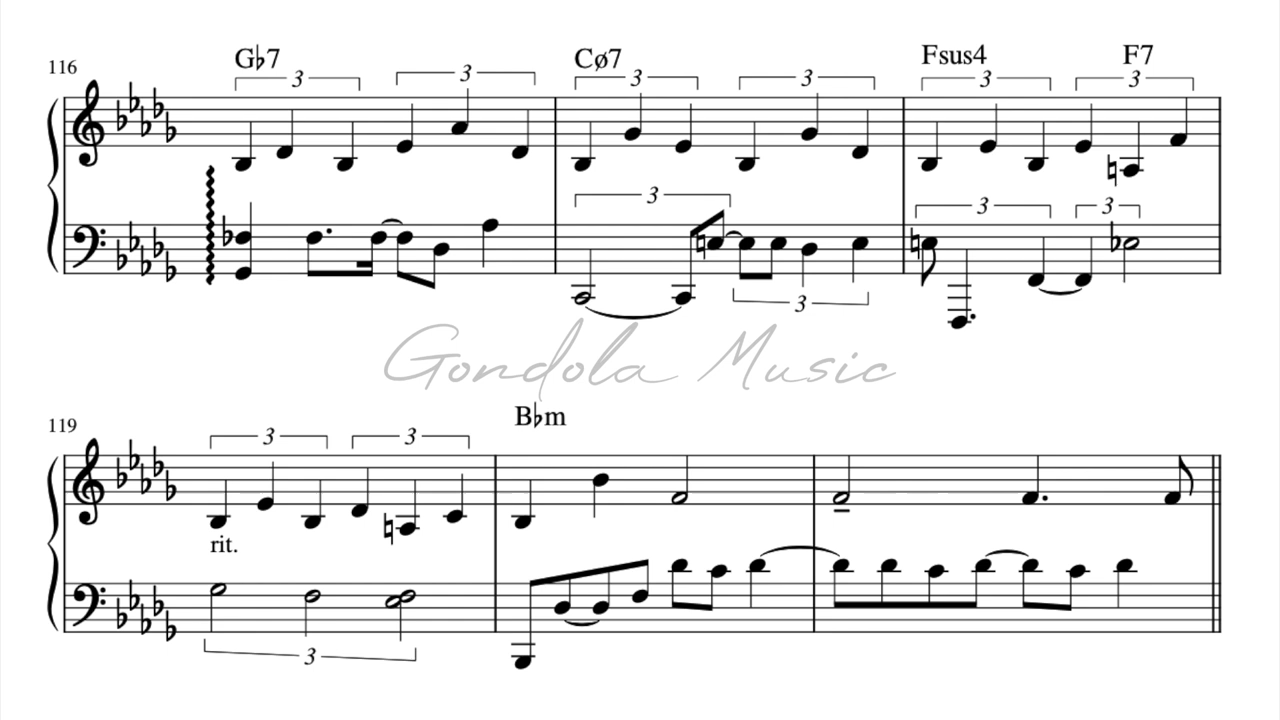 116
G♭7 Cø7 Fsus4 F7
3 3 3 3 3 3
3 3 3
3
Gondola Music
119
B♭m
3 3
rit.
3